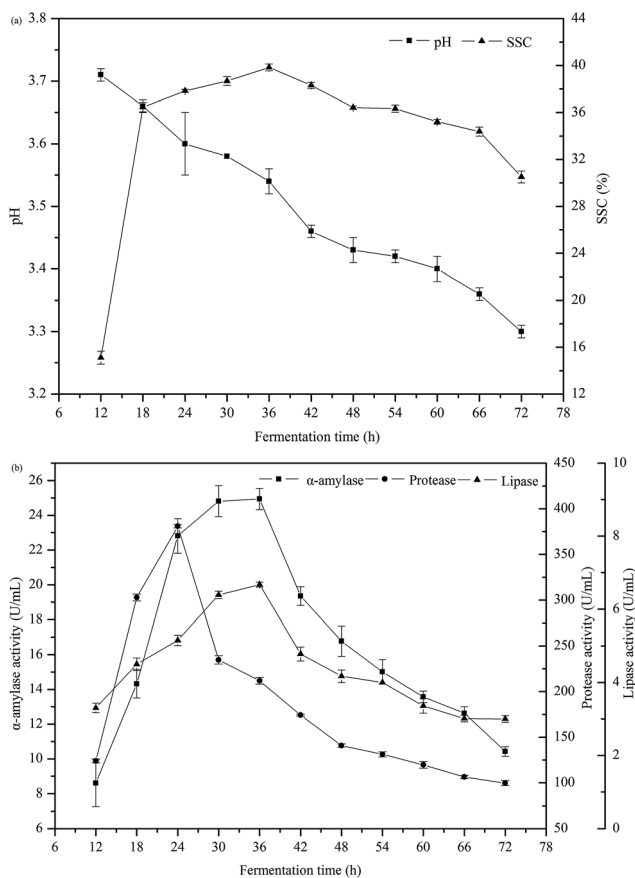 (a)
pH
SSC
3.8
3.7
3.6
3.5
3.4
3.3
3.2
pH
44
40
36
32
28
24
20
16
12
SSC (%)
6 12 18 24 30 36 42 48 54 60 66 72 78
Fermentation time (h)
(b)
α-amylase
Protease
Lipase
26
24
22
20
18
16
14
12
10
8
6
α-amylase activity (U/mL)
450
400
350
300
250
200
150
100
50
Protease activity (U/mL)
10
8
6
4
2
0
Lipase activity (U/mL)
6 12 18 24 30 36 42 48 54 60 66 72 78
Fermentation time (h)